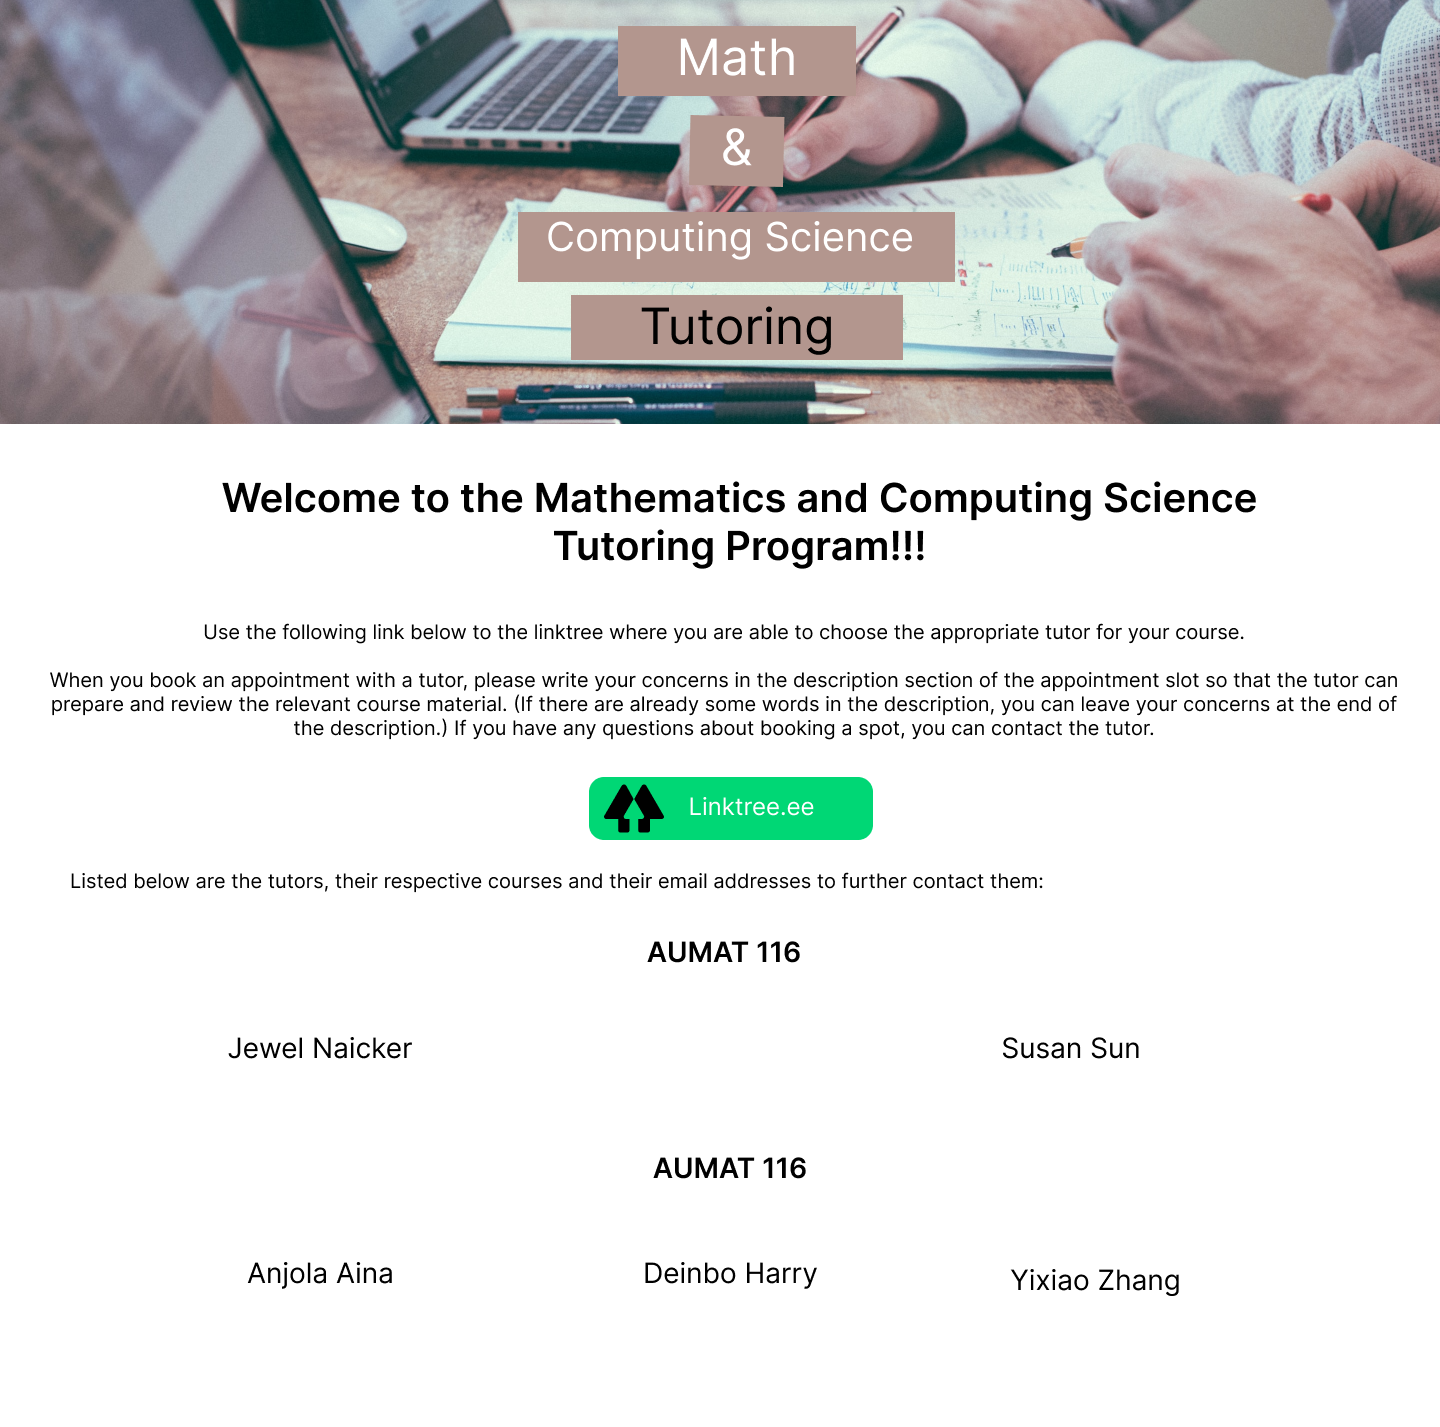 Math
&
Computing Science
Tutoring
Welcome to the Mathematics and Computing Science
Tutoring Program!!!
Use the following link below to the linktree where you are able to choose the appropriate tutor for your course.
When you book an appointment with a tutor, please write your concerns in the description section of the appointment slot so that the tutor can
prepare and review the relevant course material. (If there are already some words in the description, you can leave your concerns at the end of
the description.) If you have any questions about booking a spot, you can contact the tutor.
Linktree.ee
Listed below are the tutors, their respective courses and their email addresses to further contact them:
AUMAT 116
Jewel Naicker
Susan Sun
AUMAT 116
Anjola Aina
Deinbo Harry
Yixiao Zhang